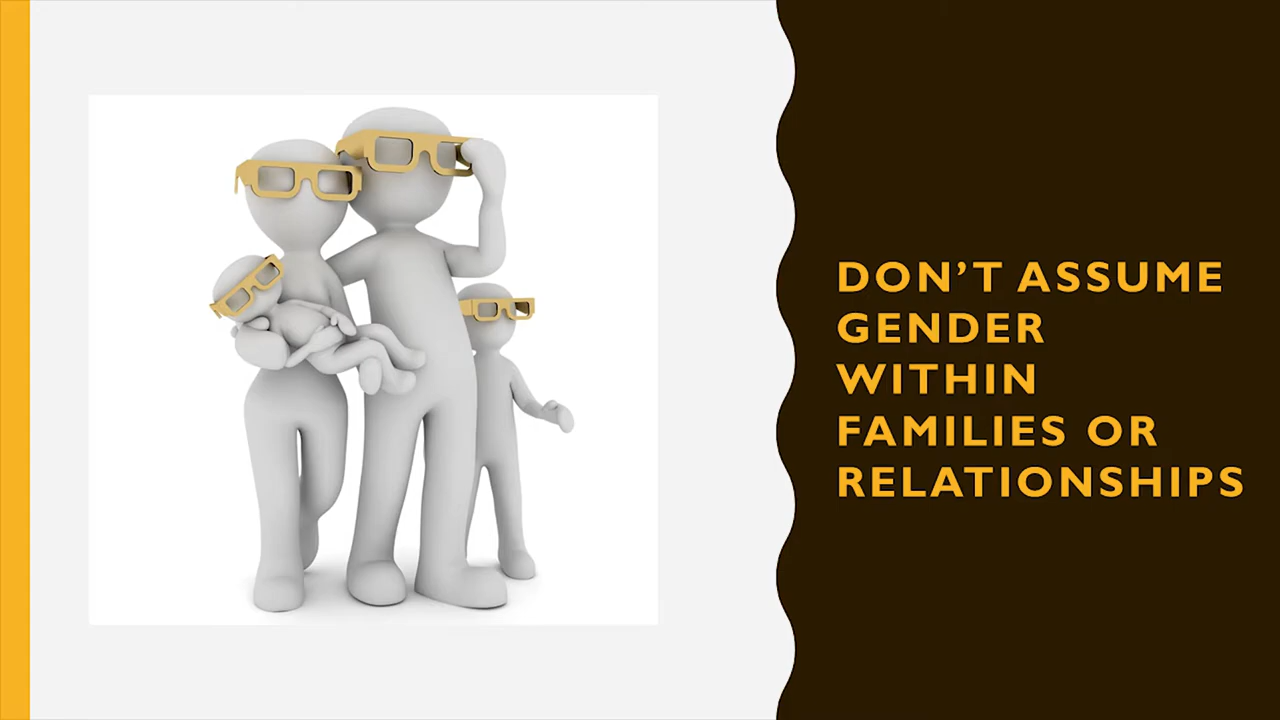 DON’T ASSUME
GENDER
WITHIN
FAMILIES OR
RELATIONSHIPS